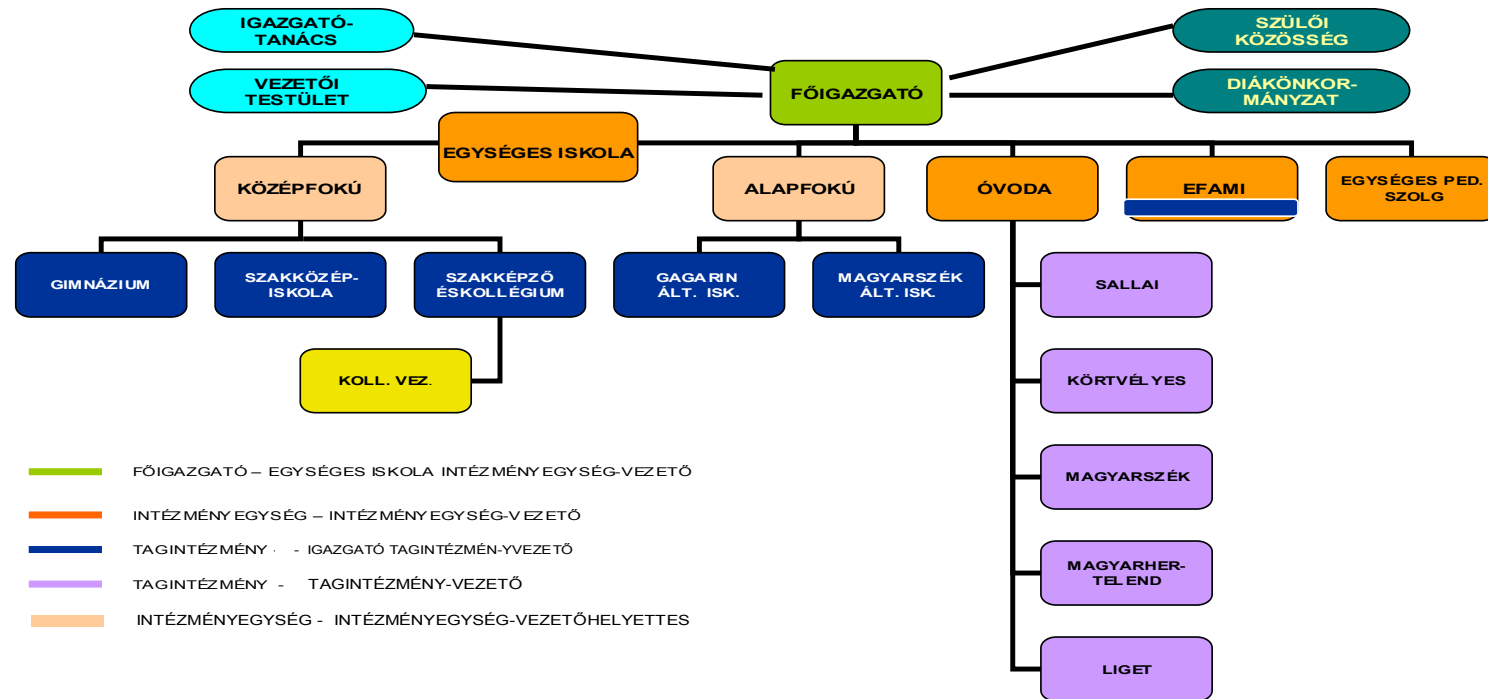 IGAZGATÓ-
TANÁCS
SZÜLŐI
KÖZÖSSÉG
VEZETŐI
TESTÜLET
FŐIGAZGATÓ
DIÁKÖNKOR-
MÁNYZAT
EGYSÉGES ISKOLA
KÖZÉPFOKÚ
ALAPFOKÚ
ÓVODA
EFAMI
EGYSÉGES PED.
SZOLG
GIMNÁZIUM
SZAKKÖZÉP-
ISKOLA
SZAKKÉPZŐ
ÉSKOLLÉGIUM
GAGARIN
ÁLT. ISK.
MAGYARSZÉK
ÁLT. ISK.
SALLAI
KOLL. VEZ.
KÖRTVÉLYES
MAGYARSZÉK
MAGYARHER-
TELEND
LIGET
FŐIGAZGATÓ – EGYSÉGES ISKOLA INTÉZMÉNYEGYSÉG-VEZETŐ
INTÉZMÉNYEGYSÉG – INTÉZMÉNYEGYSÉG-VEZETŐ
TAGINTÉZMÉNY - IGAZGATÓ TAGINTÉZMÉN-YVEZETŐ
TAGINTÉZMÉNY - TAGINTÉZMÉNY-VEZETŐ
INTÉZMÉNYEGYSÉG - INTÉZMÉNYEGYSÉG-VEZETŐHELYETTES